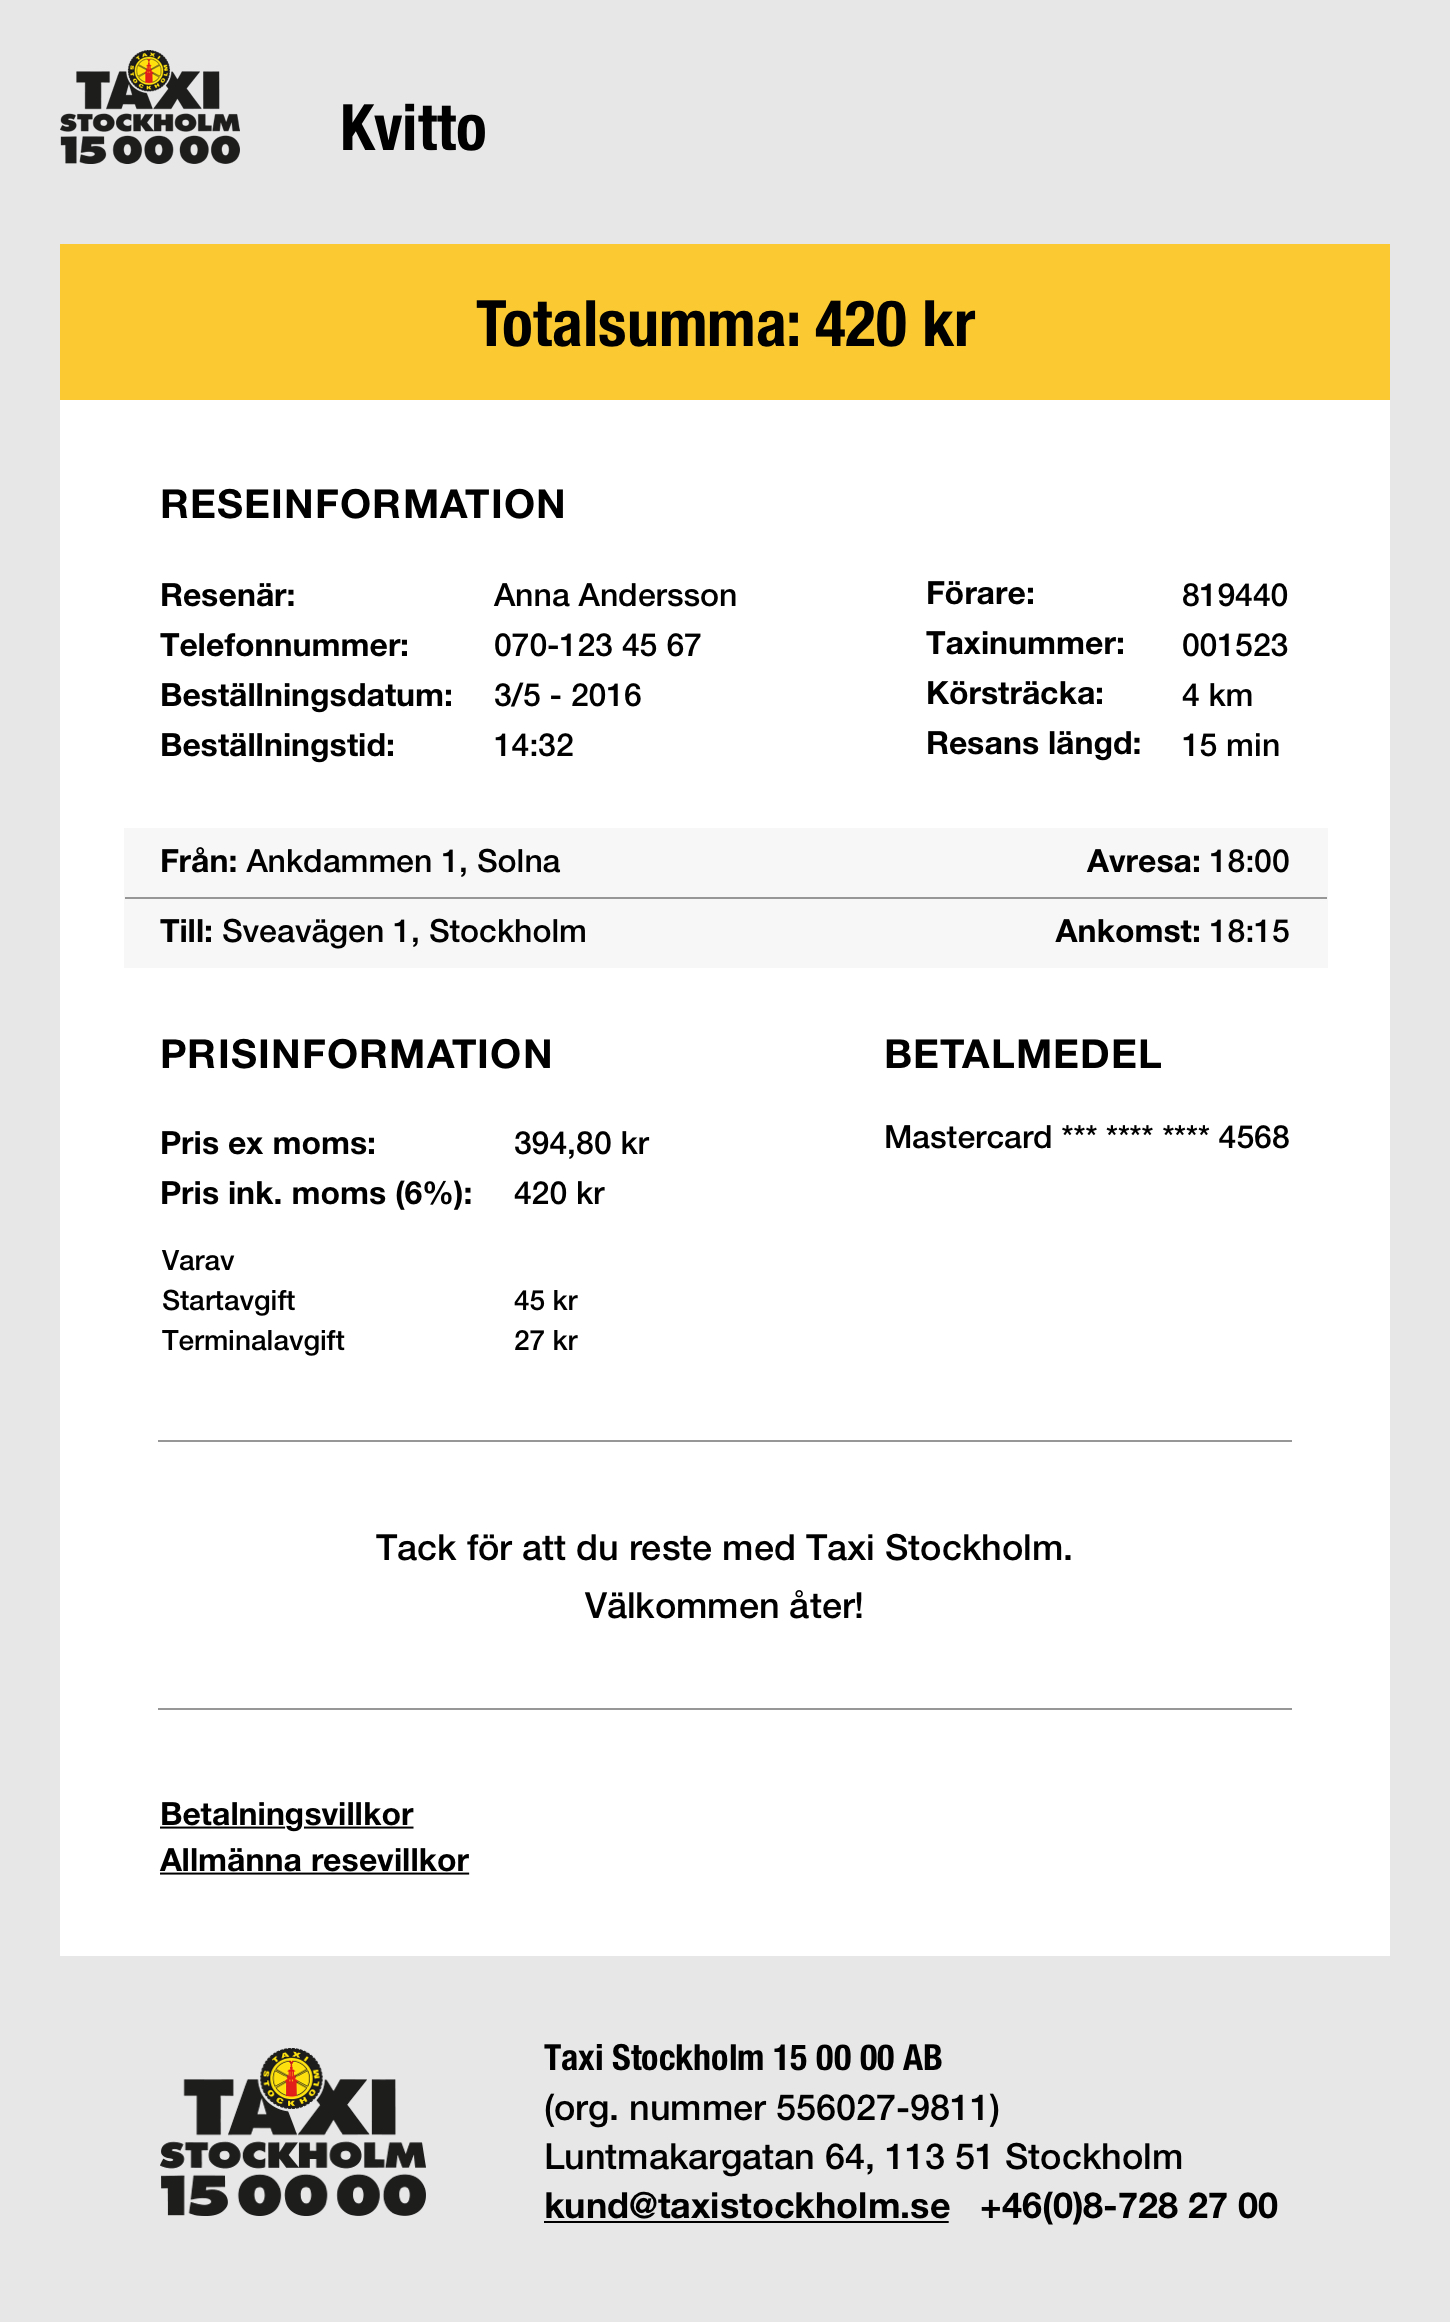 TAXI
STOCKHOLM
15 00 00
Kvitto
Totalsumma: 420 kr
RESEINFORMATION
Resenär: Anna Andersson Förare: 819440
Telefonnummer: 070-123 45 67 Taxinummer: 001523
Beställningsdatum: 3/5 - 2016 Körsträcka: 4 km
Beställningstid: 14:32 Resans längd: 15 min
Från: Ankdammen 1, Solna Avresa: 18:00
Till: Sveavägen 1, Stockholm Ankomst: 18:15
PRISINFORMATION BETALMEDEL
Pris ex moms: 394,80 kr Mastercard *** **** **** 4568
Pris ink. moms (6%): 420 kr
Varav
Startavgift 45 kr
Terminalavgift 27 kr
Tack för att du reste med Taxi Stockholm.
Välkommen åter!
Betalningsvillkor
Allmänna resevillkor
TAXI STOCKHOLM
TAXI
STOCKHOLM
15 00 00
Taxi Stockholm 15 00 00 AB
(org. nummer 556027-9811)
Luntmakargatan 64, 113 51 Stockholm
kund@taxistockholm.se +46(0)8-728 27 00